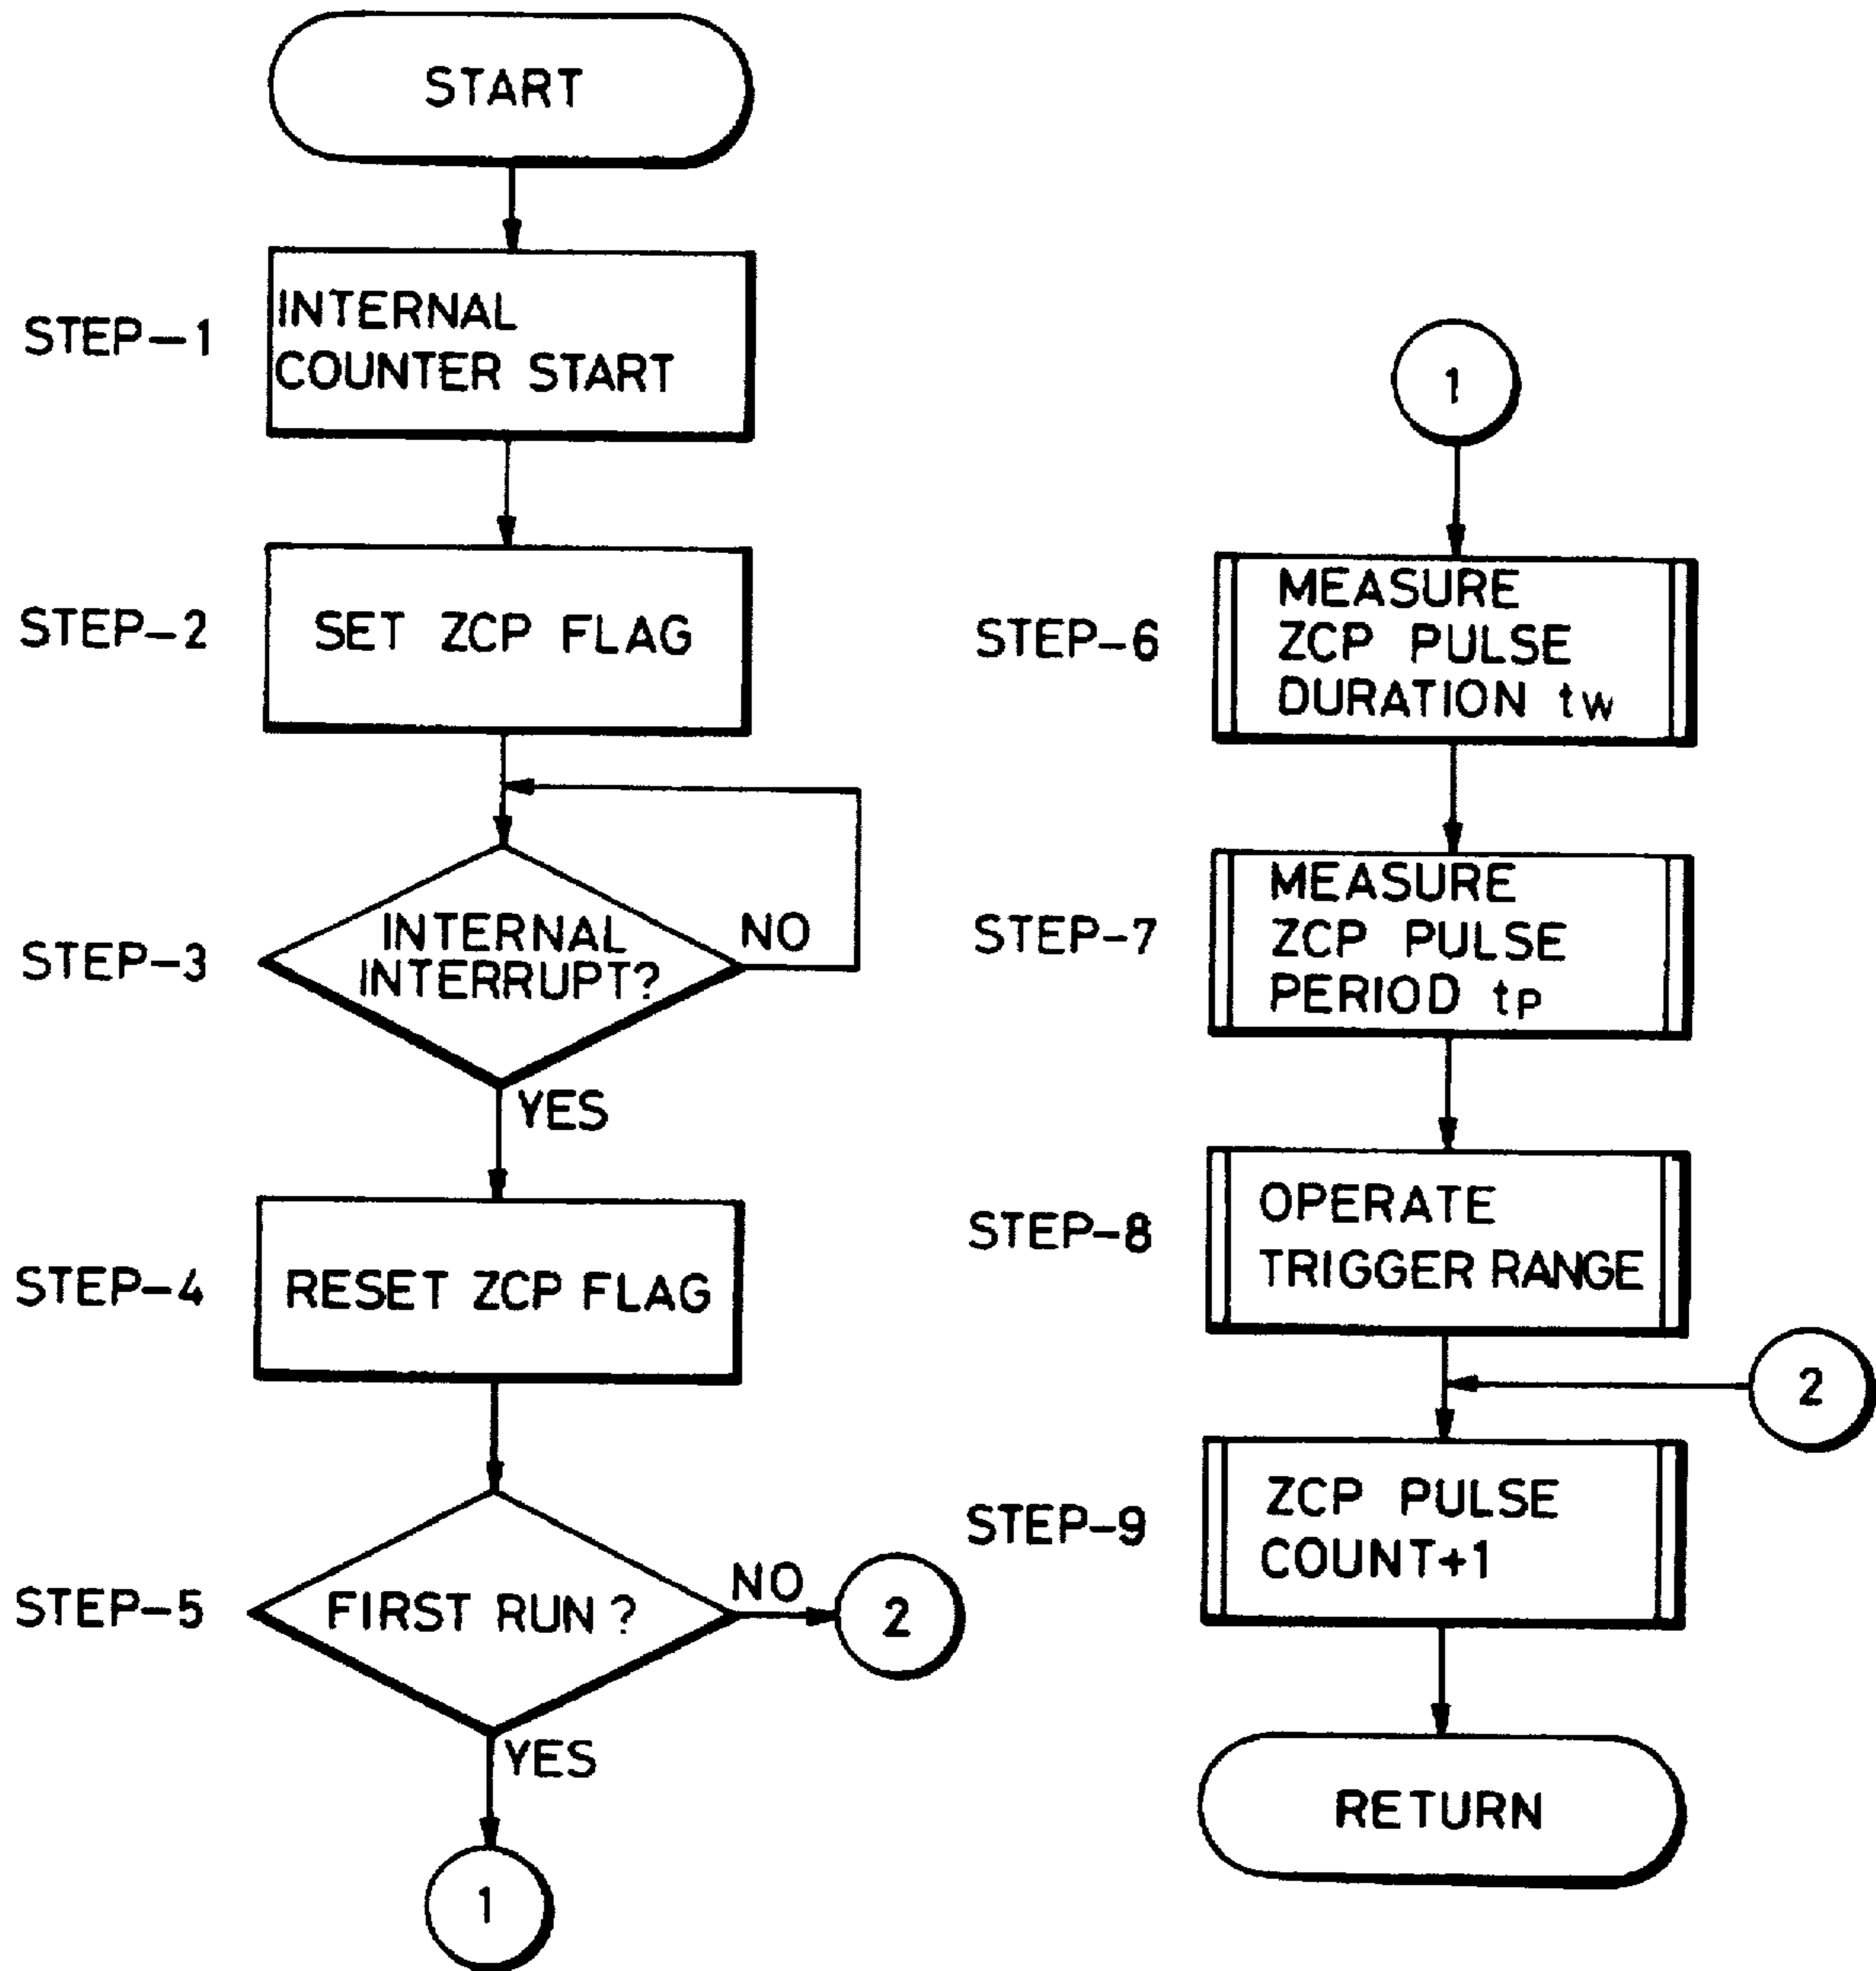 START
STEP-1
INTERNAL
COUNTER START
STEP-2
SET ZCP FLAG
STEP-3
INTERNAL
INTERRUPT?
NO
YES
STEP-4
RESET ZCP FLAG
STEP-5
FIRST RUN?
NO
2
YES
1
1
STEP-6
MEASURE
ZCP PULSE
DURATION tw
STEP-7
MEASURE
ZCP PULSE
PERIOD tP
STEP-8
OPERATE
TRIGGER RANGE
2
STEP-9
ZCP PULSE
COUNT+1
RETURN